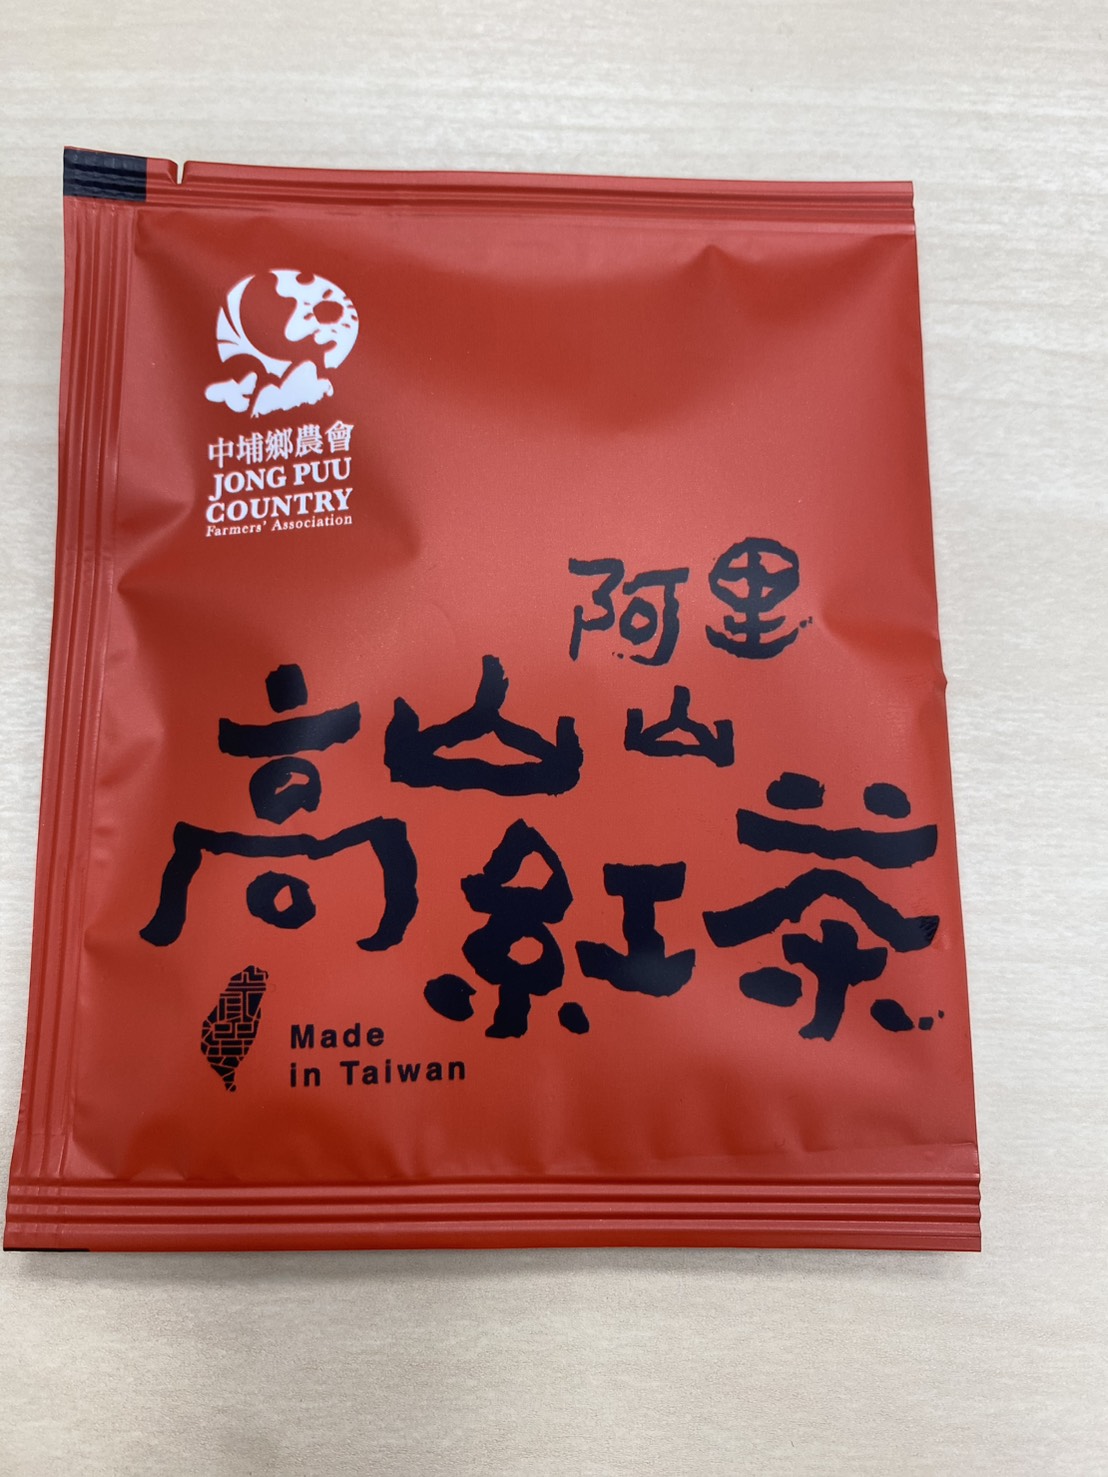 中埔鄉農會
JONG PUU
COUNTRY
Farmers' Association
阿里
山
高山
紅茶
Made
in Taiwan